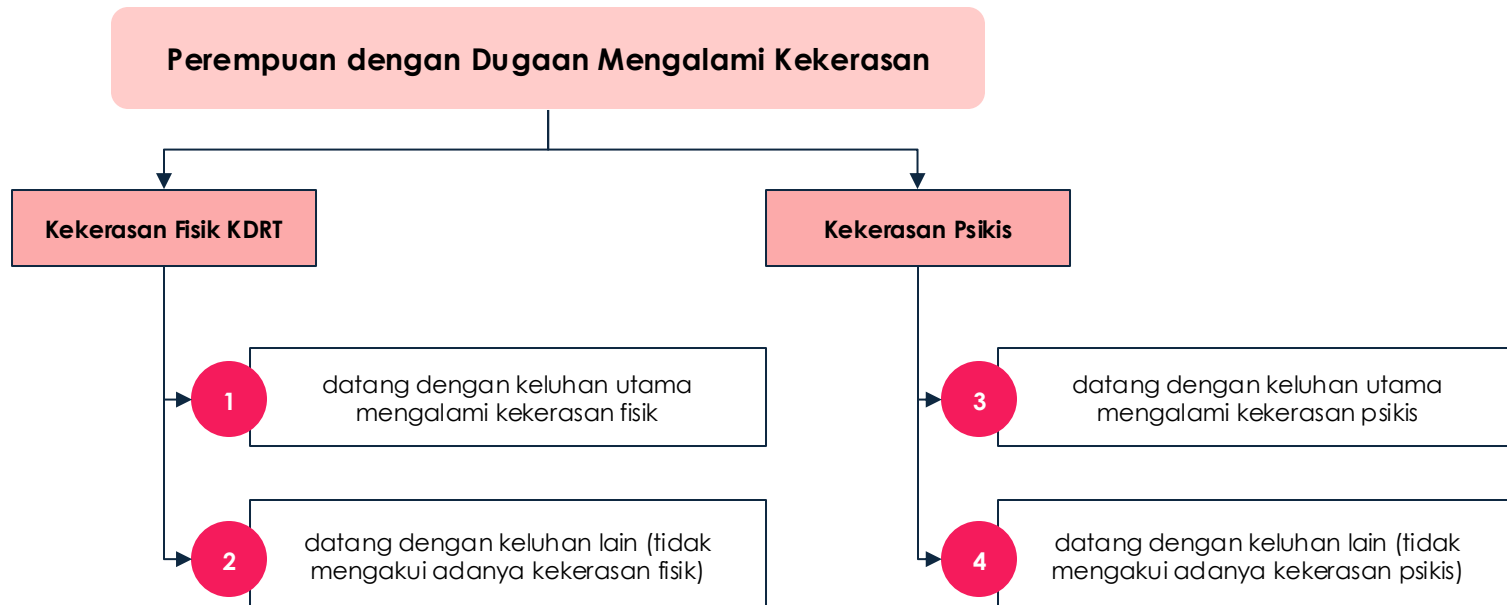 Perempuan dengan Dugaan Mengalami Kekerasan
Kekerasan Fisik KDRT
1
datang dengan keluhan utama
mengalami kekerasan fisik
2
datang dengan keluhan lain (tidak
mengakui adanya kekerasan fisik)
Kekerasan Psikis
3
datang dengan keluhan utama
mengalami kekerasan psikis
4
datang dengan keluhan lain (tidak
mengakui adanya kekerasan psikis)